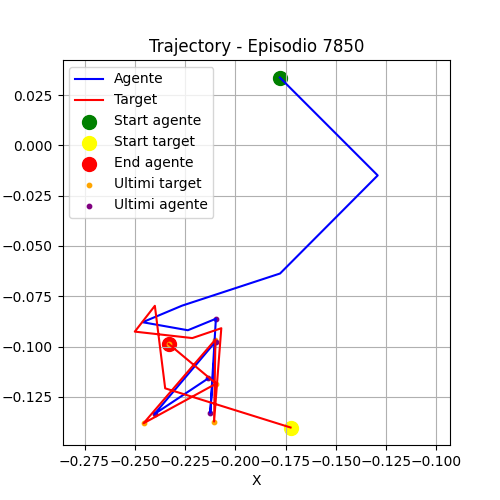 Trajectory - Episodio 7850
Agente
Target
Start agente
Start target
End agente
Ultimi target
Ultimi agente
0.025
0.000
−0.025
−0.050
−0.075
−0.100
−0.125
−0.275 −0.250 −0.225 −0.200 −0.175 −0.150 −0.125 −0.100
X